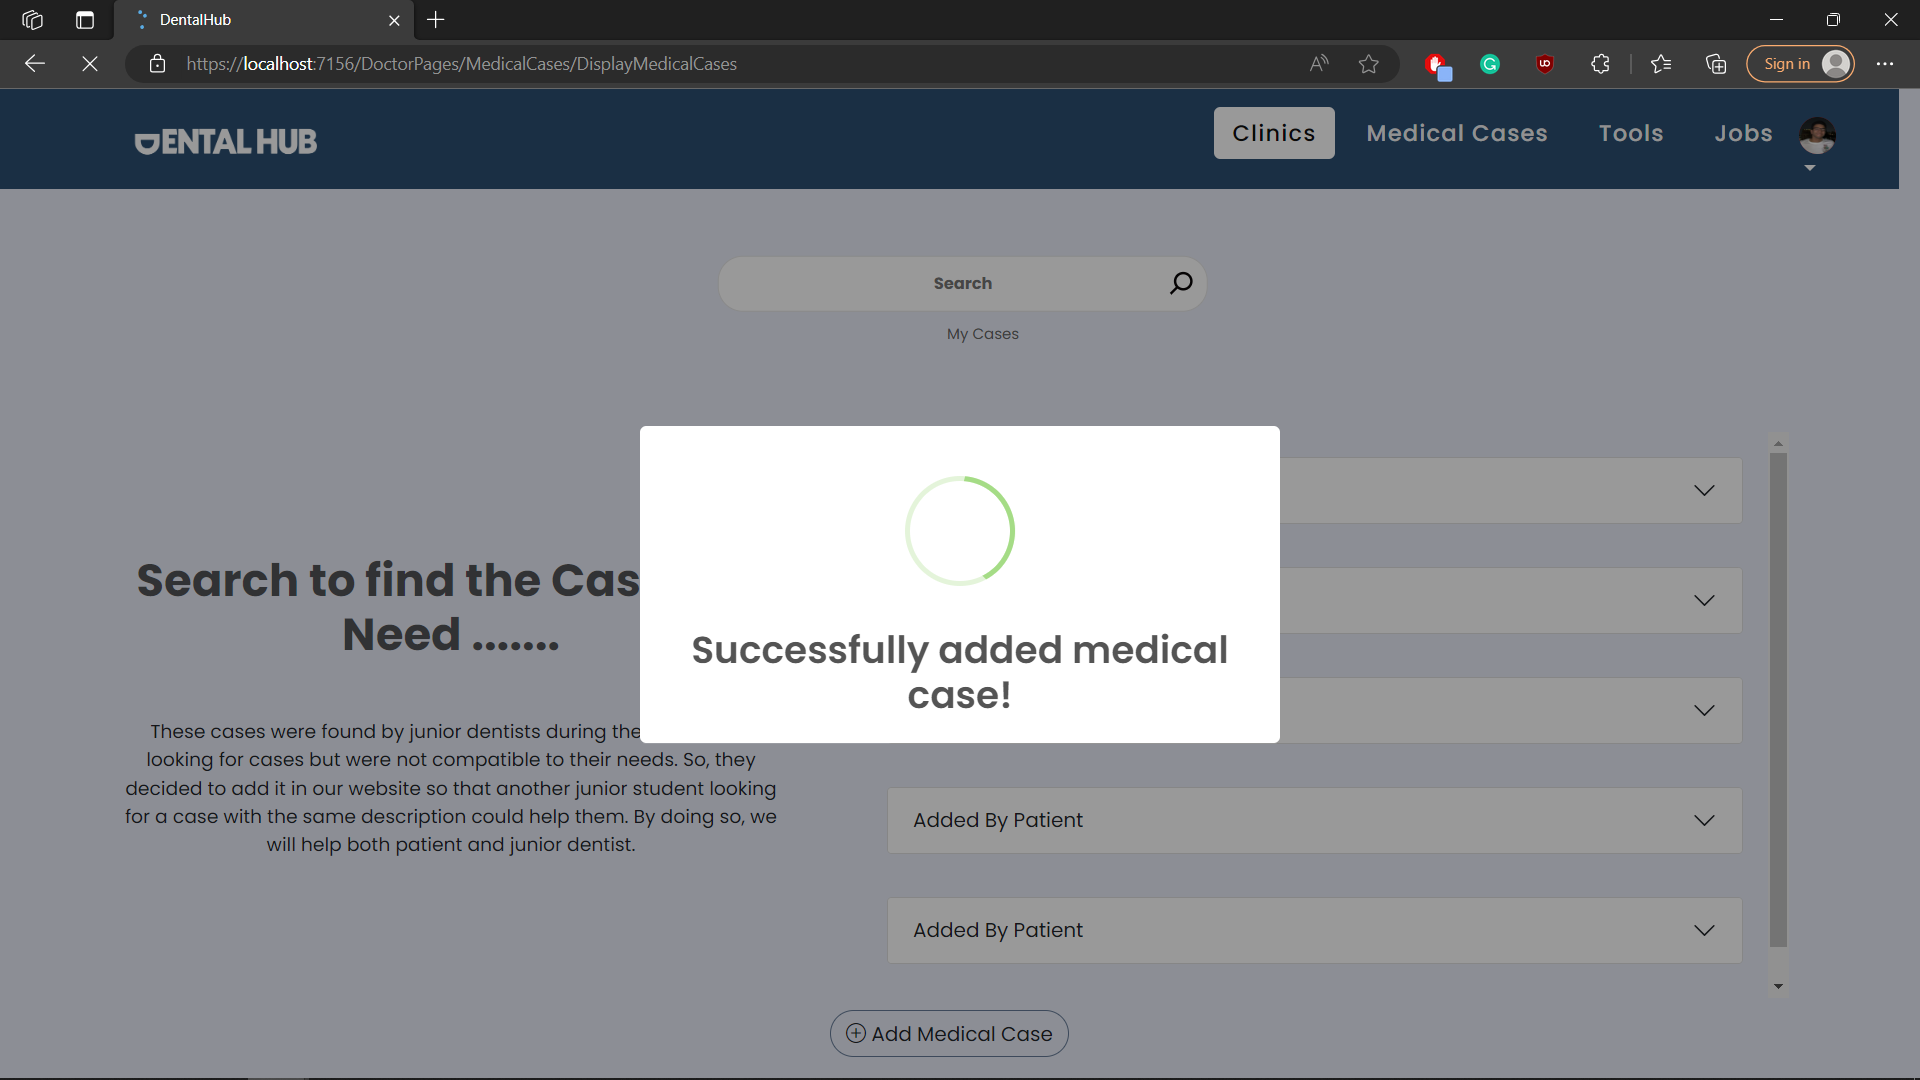 DentalHub
https://localhost:7156/DoctorPages/MedicalCases/DisplayMedicalCases
Sign in
DENTAL HUB
Clinics
Medical Cases
Tools
Jobs
Search
My Cases
Search to find the Cas
Need .......
These cases were found by junior dentists during the
looking for cases but were not compatible to their needs. So, they
decided to add it in our website so that another junior student looking
for a case with the same description could help them. By doing so, we
will help both patient and junior dentist.
Successfully added medical
case!
Added By Patient
Added By Patient
Add Medical Case